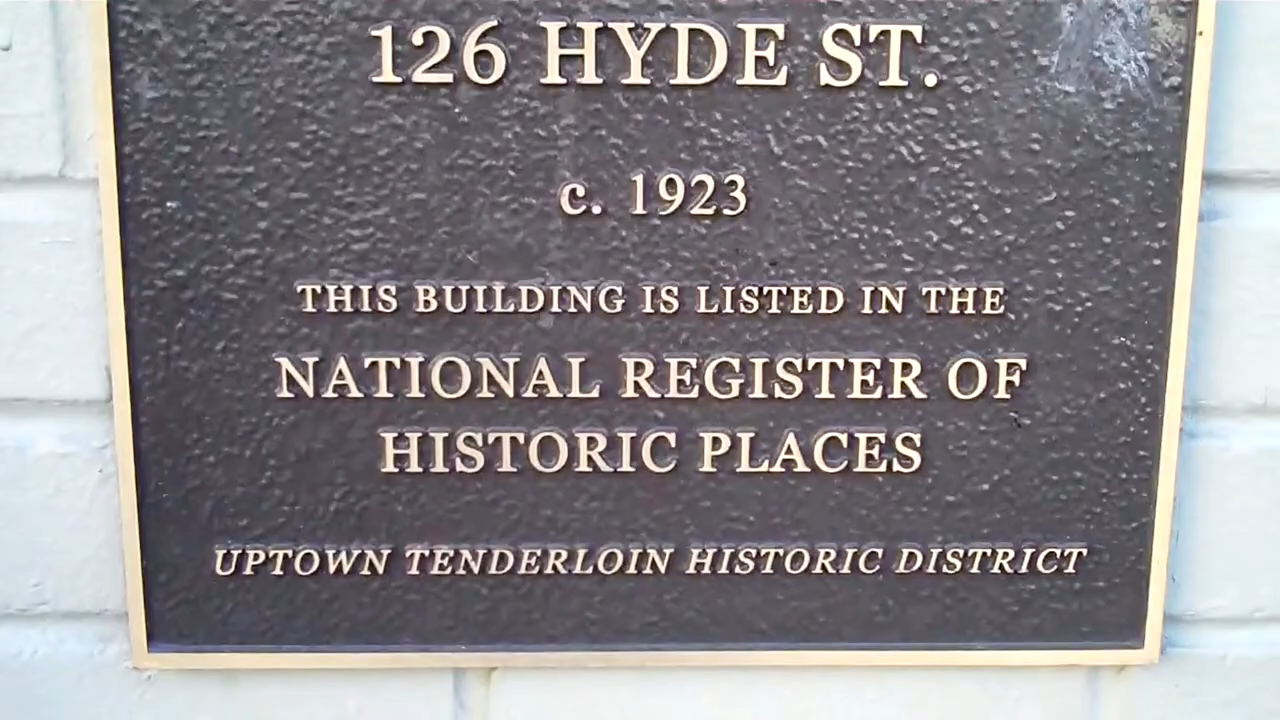 126 HYDE ST.
c. 1923
THIS BUILDING IS LISTED IN THE
NATIONAL REGISTER OF
HISTORIC PLACES
UPTOWN TENDERLOIN HISTORIC DISTRICT